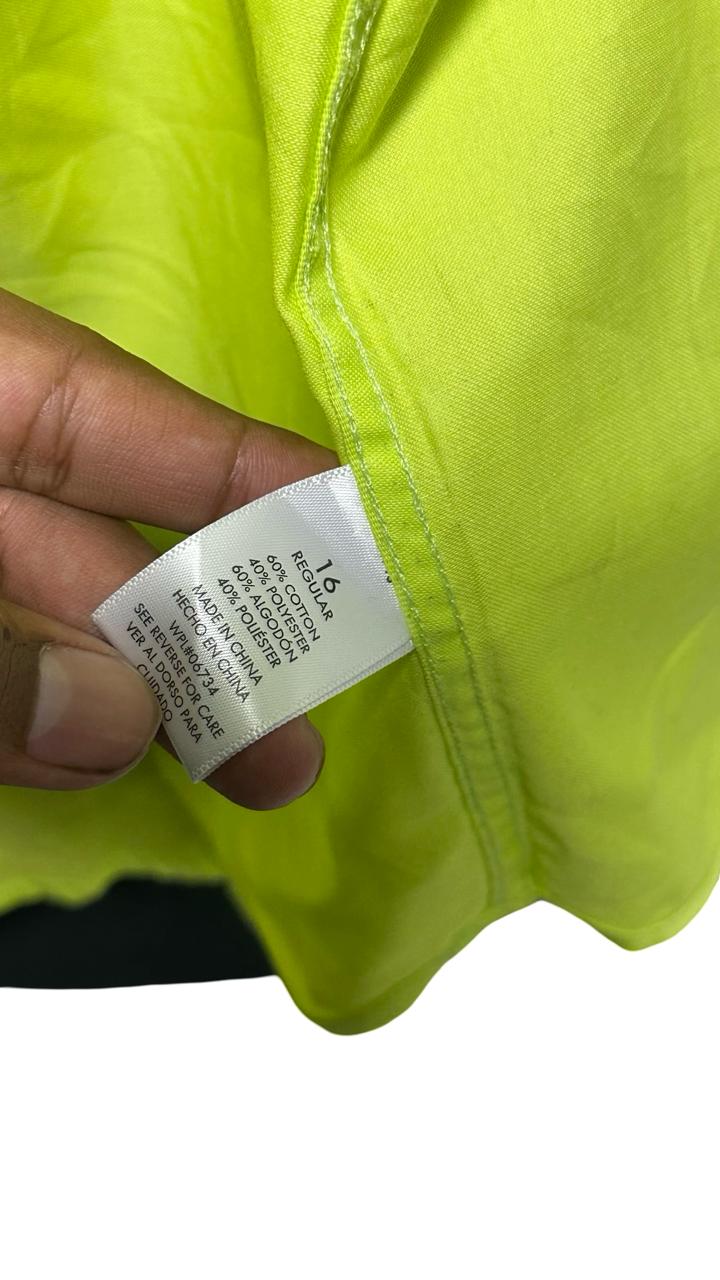 16
REGULAR
60% COTTON
40% POLYESTER
60% ALGODÓN
40% POLIÉSTER
MADE IN CHINA
HECHO EN CHINA
WPL#06734
SEE REVERSE FOR CARE
VER AL DORSO PARA
CUIDADO